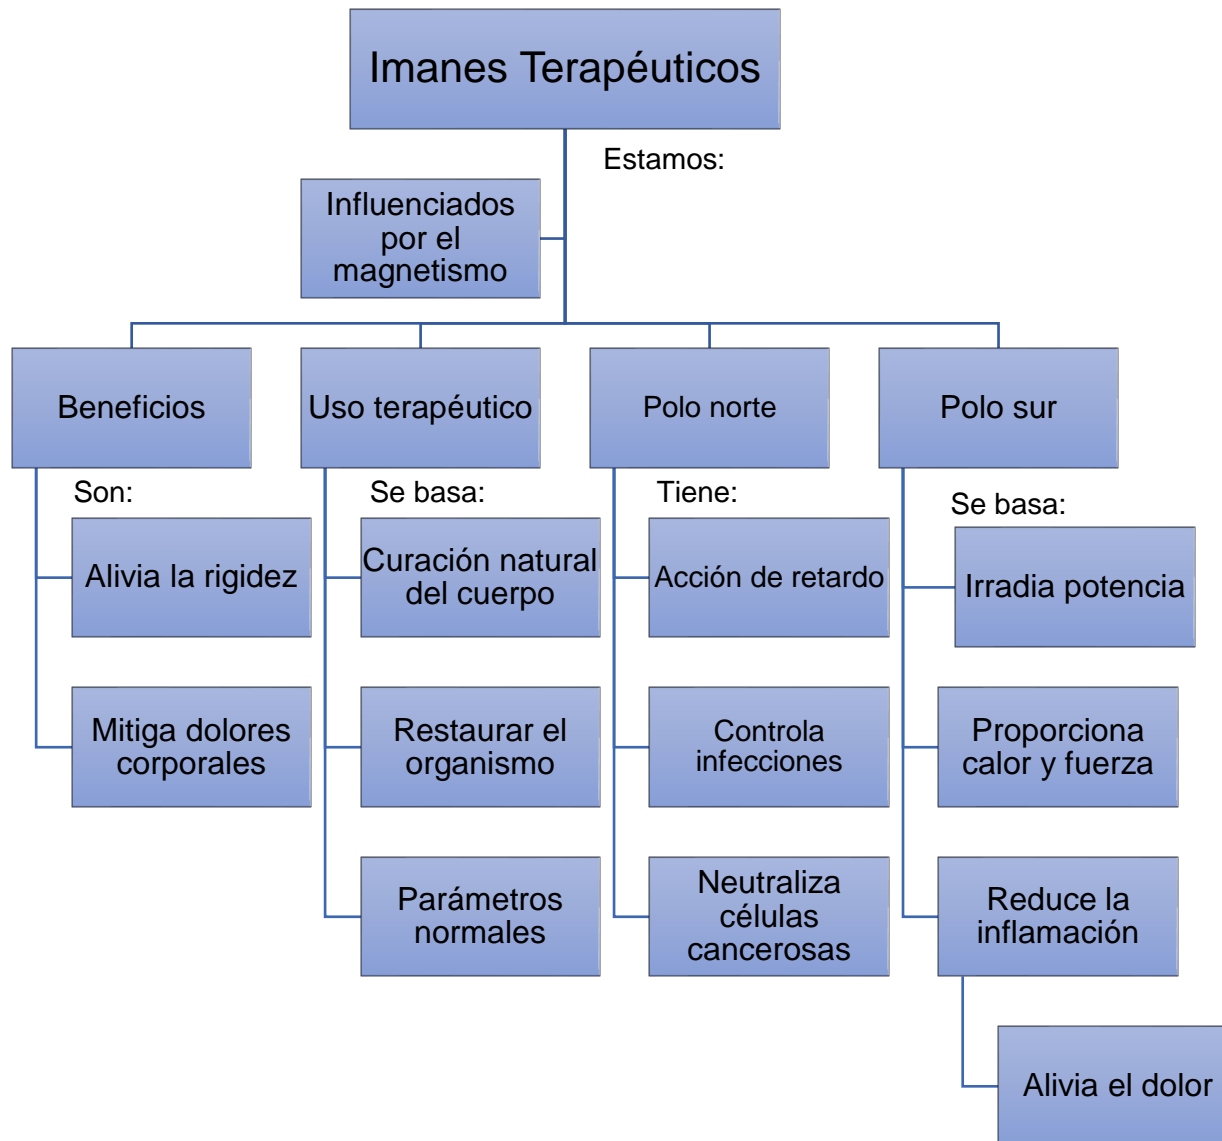 Imanes Terapéuticos
Estamos:
Influenciados
por el
magnetismo
Beneficios
Uso terapéutico
Polo norte
Polo sur
Son:
Se basa:
Tiene:
Se basa:
Alivia la rigidez
Curación natural
del cuerpo
Acción de retardo
Irradia potencia
Mitiga dolores
corporales
Restaurar el
organismo
Controla
infecciones
Proporciona
calor y fuerza
Parámetros
normales
Neutraliza
células
cancerosas
Reduce la
inflamación
Alivia el dolor